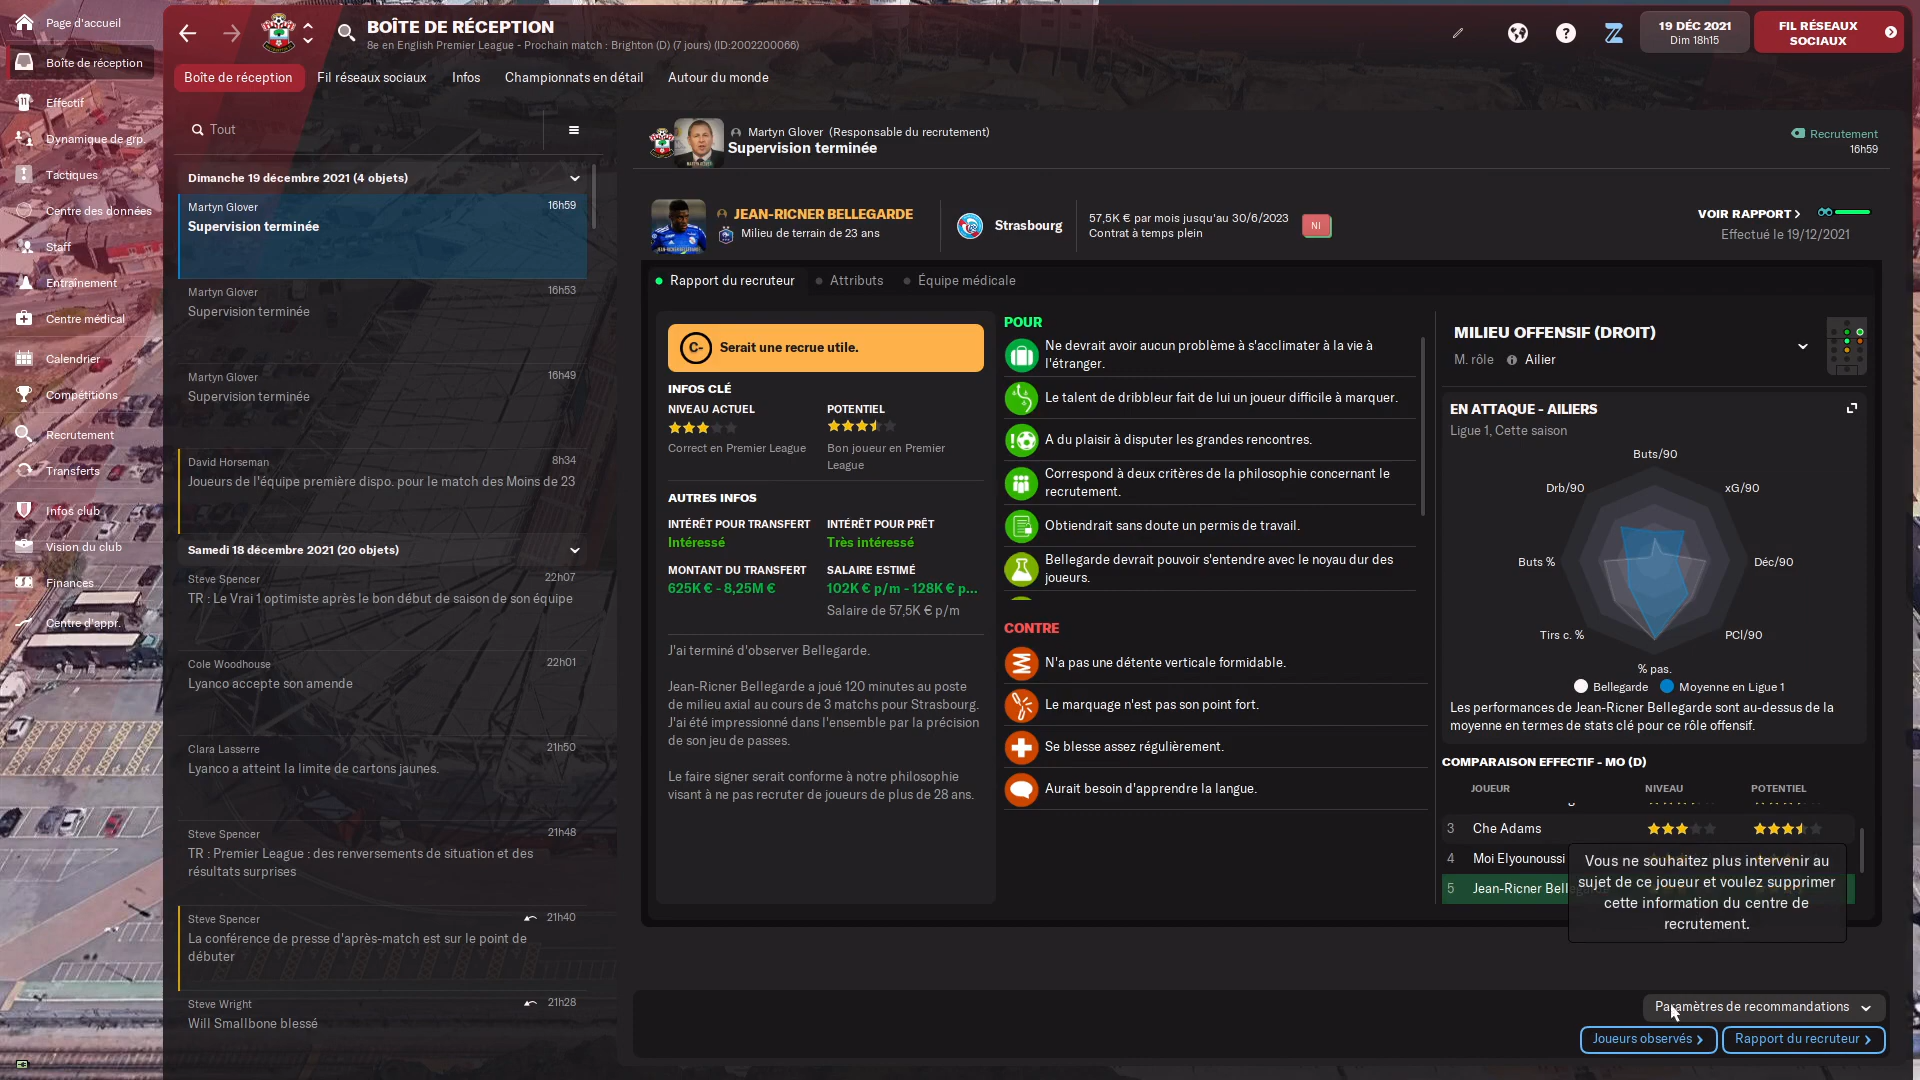 Page d'accueil
Boîte de réception
Effectif
Dynamique de grp.
Tactiques
Centre des données
Staff
Entraînement
Centre médical
Calendrier
Compétitions
Recrutement
Transferts
Infos club
Vision du club
Finances
Centre d'appr.
BOÎTE DE RÉCEPTION
8e en English Premier League - Prochain match : Brighton (D) (7 jours) (ID:2002200066)
19 DÉC 2021
Dim 18h15
FIL RÉSEAUX
SOCIAUX
Boîte de réception
Fil réseaux sociaux
Infos
Championnats en détail
Autour du monde
Tout
Dimanche 19 décembre 2021 (4 objets)
Martyn Glover 16h59
Supervision terminée
Martyn Glover 16h53
Supervision terminée
Martyn Glover 16h49
Supervision terminée
David Horseman 8h34
Joueurs de l'équipe première dispo. pour le match des Moins de 23
Samedi 18 décembre 2021 (20 objets)
Steve Spencer 22h07
TR : Le Vrai 1 optimiste après le bon début de saison de son équipe
Cole Woodhouse 22h01
Lyanco accepte son amende
Clara Lasserre 21h50
Lyanco a atteint la limite de cartons jaunes.
Steve Spencer 21h48
TR : Premier League : des renversements de situation et des
résultats surprises
Steve Spencer 21h40
La conférence de presse d'après-match est sur le point de
débuter
Steve Wright 21h28
Will Smallbone blessé
Martyn Glover (Responsable du recrutement)
Supervision terminée
Recrutement
16h59
JEAN-RICNER BELLEGARDE
Milieu de terrain de 23 ans
Strasbourg
57,5K € par mois jusqu'au 30/6/2023
Contrat à temps plein
NI
VOIR RAPPORT >
Effectué le 19/12/2021
Rapport du recruteur
Attributs
Équipe médicale
C- Serait une recrue utile.
INFOS CLÉ
NIVEAU ACTUEL
POTENTIEL
Correct en Premier League
Bon joueur en Premier
League
AUTRES INFOS
INTÉRÊT POUR TRANSFERT
INTÉRÊT POUR PRÊT
Intéressé
Très intéressé
MONTANT DU TRANSFERT
SALAIRE ESTIMÉ
625K € - 8,25M €
102K € p/m - 128K € p...
Salaire de 57,5K € p/m
J'ai terminé d'observer Bellegarde.
Jean-Ricner Bellegarde a joué 120 minutes au poste
de milieu axial au cours de 3 matchs pour Strasbourg.
J'ai été impressionné dans l'ensemble par la précision
de son jeu de passes.
Le faire signer serait conforme à notre philosophie
visant à ne pas recruter de joueurs de plus de 28 ans.
POUR
Ne devrait avoir aucun problème à s'acclimater à la vie à
l'étranger.
Le talent de dribbleur fait de lui un joueur difficile à marquer.
A du plaisir à disputer les grandes rencontres.
Correspond à deux critères de la philosophie concernant le
recrutement.
Obtiendrait sans doute un permis de travail.
Bellegarde devrait pouvoir s'entendre avec le noyau dur des
joueurs.
CONTRE
N'a pas une détente verticale formidable.
Le marquage n'est pas son point fort.
Se blesse assez régulièrement.
Aurait besoin d'apprendre la langue.
MILIEU OFFENSIF (DROIT)
M. rôle Ailier
EN ATTAQUE - AILIERS
Ligue 1, Cette saison
Buts/90
Drb/90
xG/90
Buts %
Déc/90
Tirs c. %
PCl/90
% pas.
Bellegarde
Moyenne en Ligue 1
Les performances de Jean-Ricner Bellegarde sont au-dessus de la
moyenne en termes de stats clé pour ce rôle offensif.
COMPARAISON EFFECTIF - MO (D)
JOUEUR NIVEAU POTENTIEL
3 Che Adams
4 Moi Elyounoussi
5 Jean-Ricner Bell
Vous ne souhaitez plus intervenir au
sujet de ce joueur et voulez supprimer
cette information du centre de
recrutement.
Paramètres de recommandations
Joueurs observés >
Rapport du recruteur >